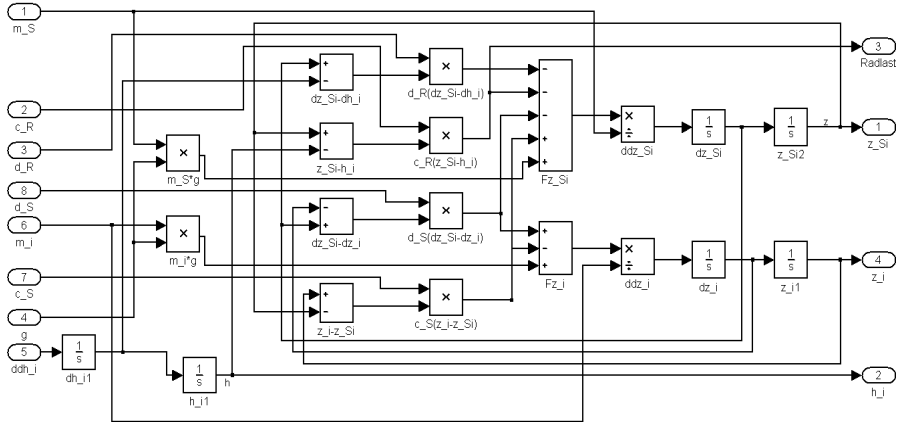 1
m_S
2
c_R
3
d_R
8
d_S
6
m_i
7
c_S
4
g
5
ddh_i
1
s
dh_i1
1
s
h_i1
h
×
m_S*g
×
m_i*g
+
−
dz_Si-dh_i
+
−
z_Si-h_i
−
+
dz_Si-dz_i
+
−
z_i-z_Si
×
d_R(dz_Si-dh_i)
×
c_R(z_Si-h_i)
×
d_S(dz_Si-dz_i)
×
c_S(z_i-z_Si)
−
−
−
+
+
Fz_Si
+
−
+
Fz_i
×
÷
ddz_Si
×
÷
ddz_i
1
s
dz_Si
1
s
dz_i
1
s
z_Si2
z
1
s
z_i1
3
Radlast
1
z_Si
4
z_i
2
h_i